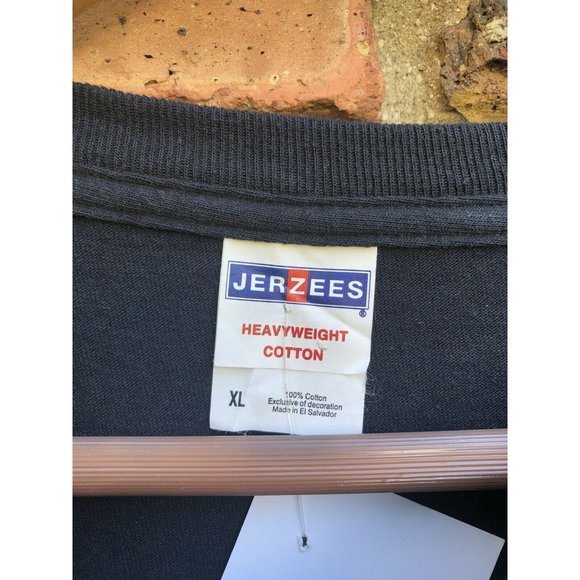 JERZEES
®
HEAVYWEIGHT
COTTON
XL
100% Cotton
Exclusive of decoration
Made in El Salvador